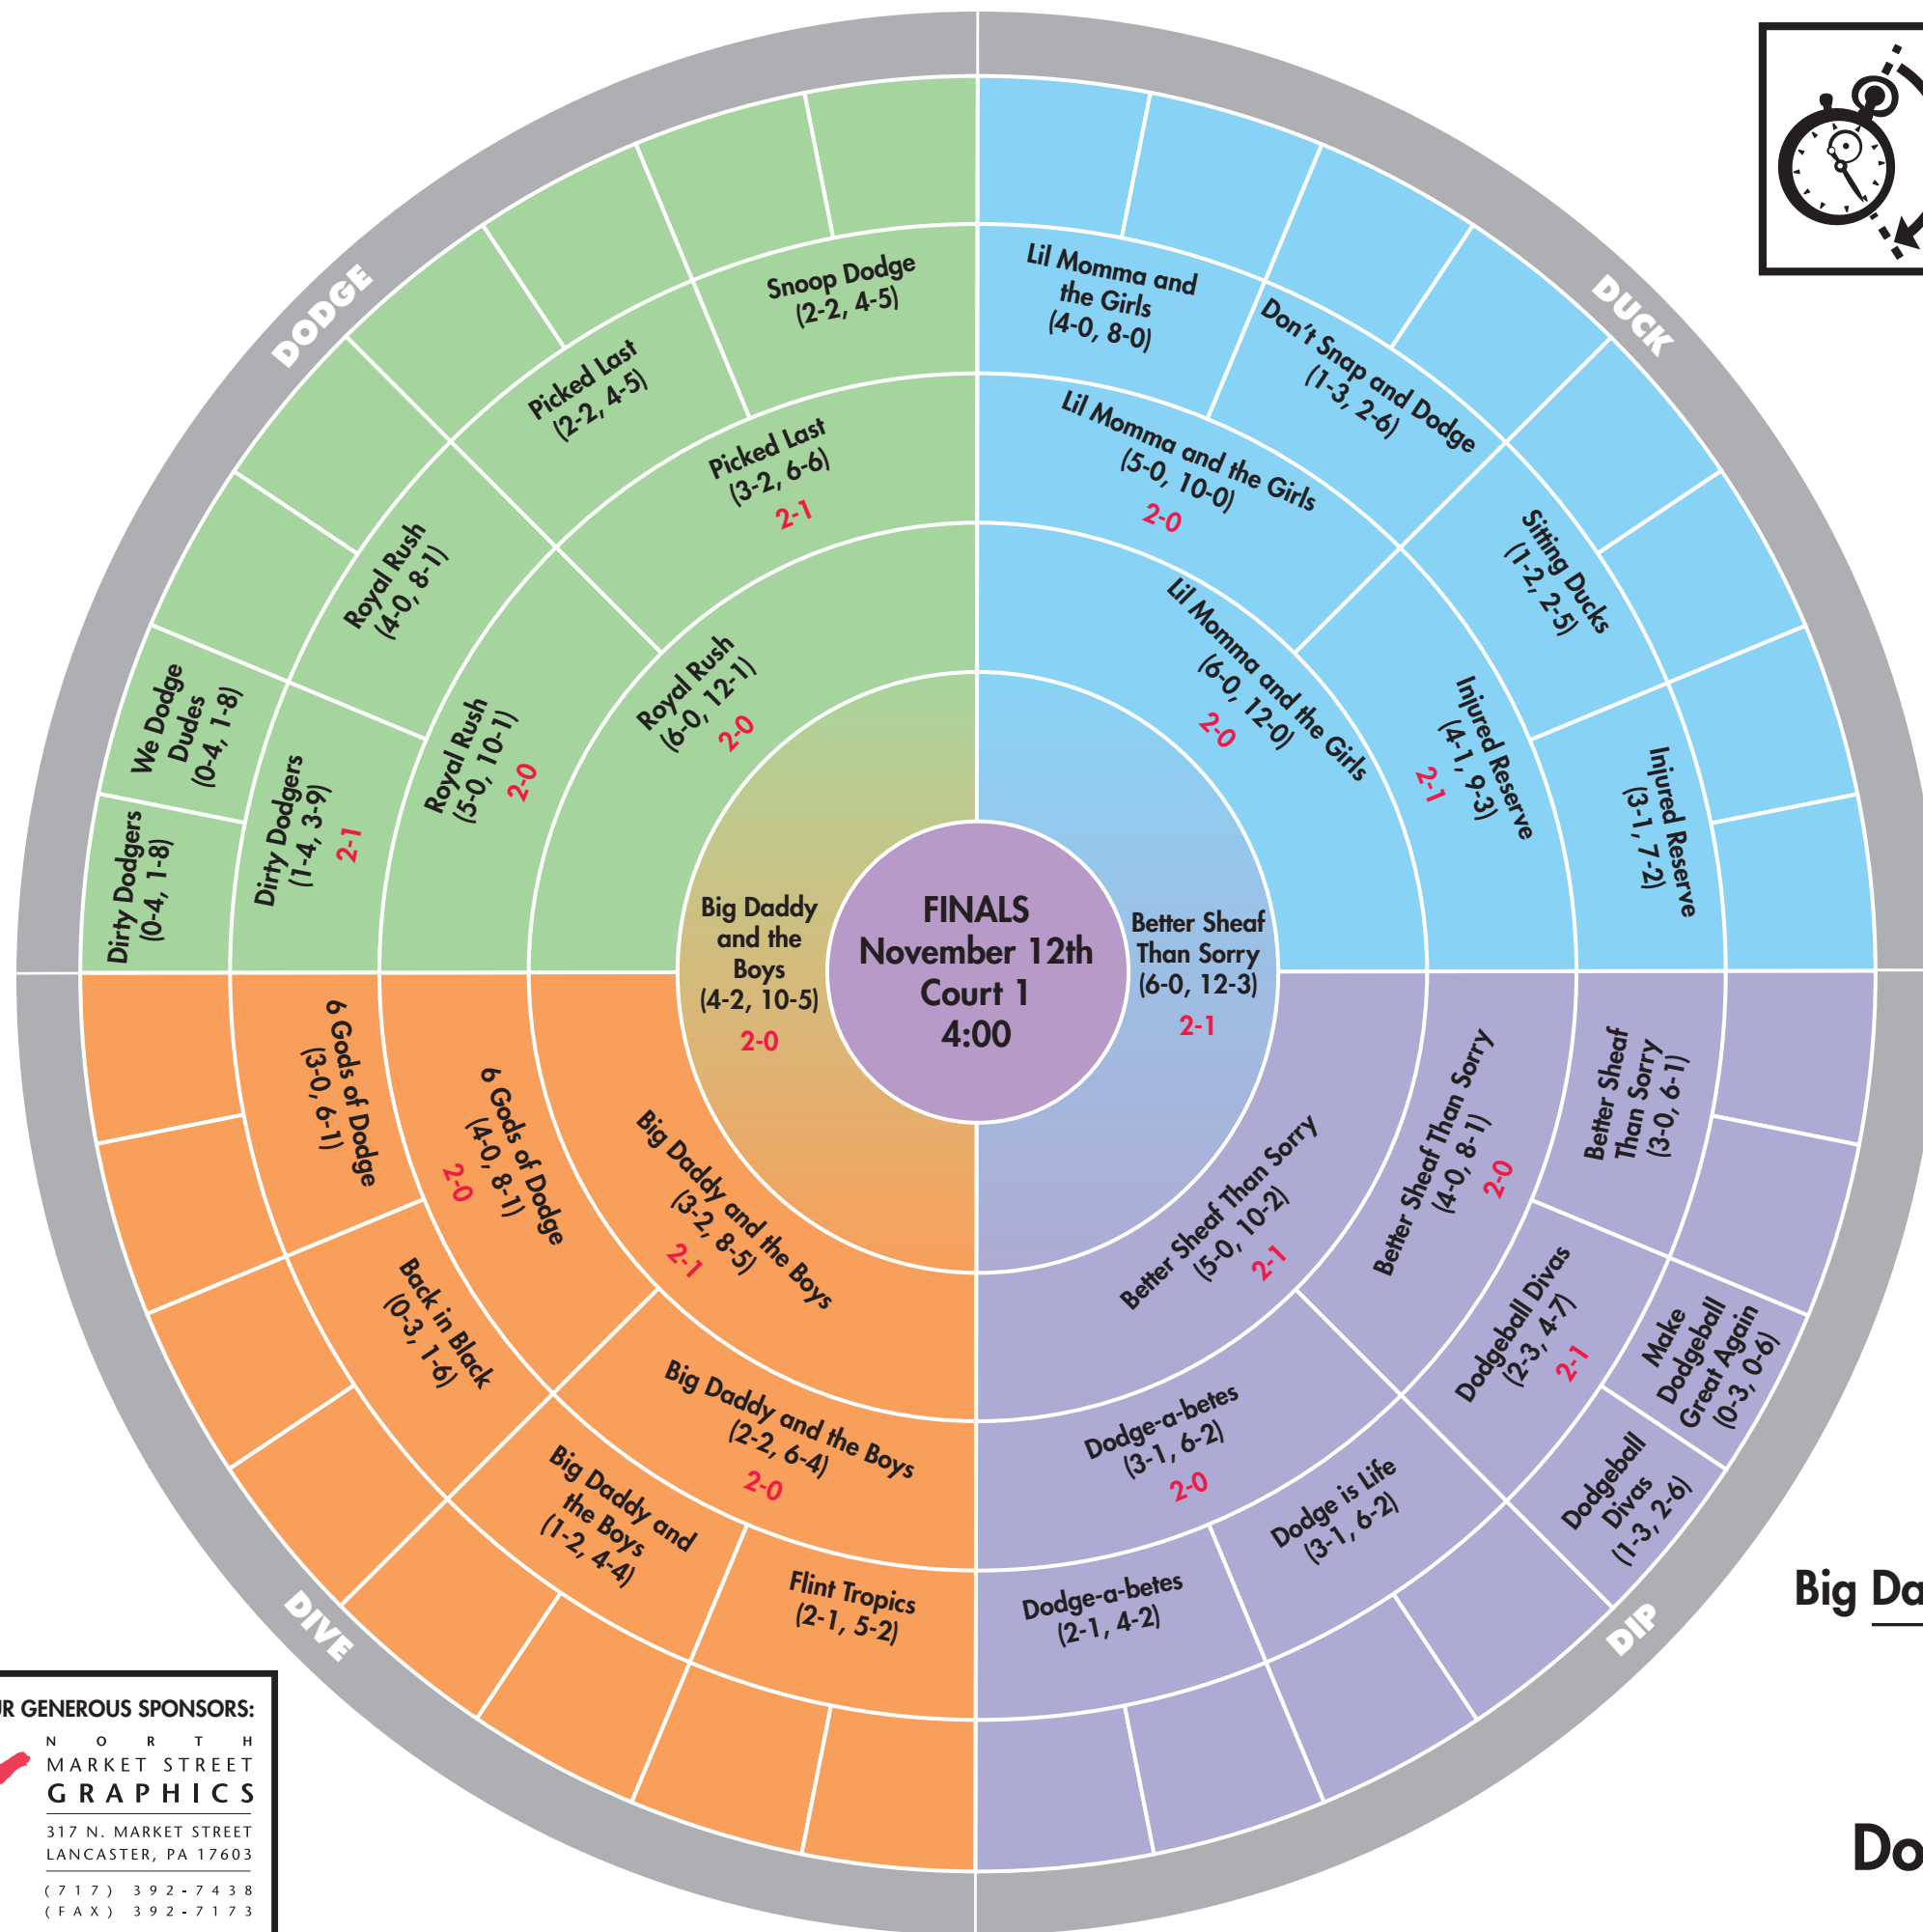 DODGE
Snoop Dodge
(2-2, 4-5)
Picked Last
(2-2, 4-5)
Picked Last
(3-2, 6-6)
2-1
Royal Rush
(4-0, 8-1)
We Dodge
Dudes
(0-4, 1-8)
Dirty Dodgers
(0-4, 1-8)
Dirty Dodgers
(1-4, 3-9)
2-1
Royal Rush
(5-0, 10-1)
2-0
Royal Rush
(6-0, 12-1)
2-0
DUCK
Lil Momma and
the Girls
(4-0, 8-0)
Don't Snap and Dodge
(1-3, 2-6)
Lil Momma and the Girls
(5-0, 10-0)
2-0
Sitting Ducks
(1-2, 2-5)
Injured Reserve
(3-1, 7-2)
Injured Reserve
(4-1, 9-3)
2-1
Lil Momma and the Girls
(6-0, 12-0)
2-0
Big Daddy
and the
Boys
(4-2, 10-5)
2-0
FINALS
November 12th
Court 1
4:00
Better Sheaf
Than Sorry
(6-0, 12-3)
2-1
6 Gods of Dodge
(3-0, 6-1)
6 Gods of Dodge
(4-0, 8-1)
2-0
Back in Black
(0-3, 1-6)
Big Daddy and the Boys
(3-2, 8-5)
2-1
Big Daddy and the Boys
(2-2, 6-4)
2-0
Big Daddy and
the Boys
(1-2, 4-4)
Flint Tropics
(2-1, 5-2)
DIVE
Better Sheaf
Than Sorry
(3-0, 6-1)
Better Sheaf Than Sorry
(4-0, 8-1)
2-0
Better Sheaf Than Sorry
(5-0, 10-2)
2-1
Dodgeball Divas
(2-3, 4-7)
2-1
Make
Dodgeball
Great Again
(0-3, 0-6)
Dodgeball
Divas
(1-3, 2-6)
Dodge-a-betes
(3-1, 6-2)
2-0
Dodge is Life
(3-1, 6-2)
Dodge-a-betes
(2-1, 4-2)
DIP
Big Da
Do
UR GENEROUS SPONSORS:
NORTH
MARKET STREET
GRAPHICS
317 N. MARKET STREET
LANCASTER, PA 17603
(717) 392-7438
(FAX) 392-7173